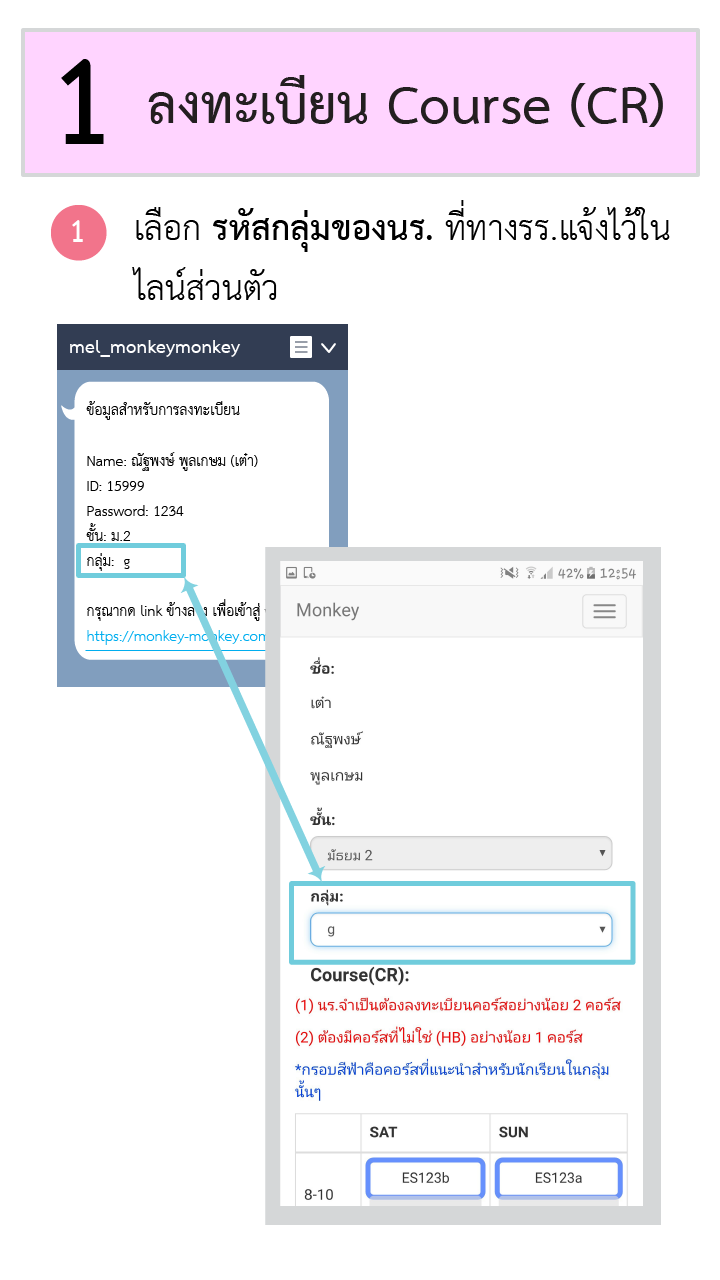 1 ลงทะเบียน Course (CR)
1 เลือก รหัสกลุ่มของนร. ที่ทางรร.แจ้งไว้ใน
ไลน์ส่วนตัว
mel_monkeymonkey
ข้อมูลสำหรับการลงทะเบียน
Name: ณัฐพงษ์ พูลเกษม (เต๋า)
ID: 15999
Password: 1234
ชั้น: ม.2
กลุ่ม: g
กรุณากด link ข้างล่าง เพื่อเข้าสู่
https://monkey-monkey.com
42% 12:54
Monkey
ชื่อ:
เต๋า
ณัฐพงษ์
พูลเกษม
ชั้น:
มัธยม 2
กลุ่ม:
g
Course(CR):
(1) นร.จำเป็นต้องลงทะเบียนคอร์สอย่างน้อย 2 คอร์ส
(2) ต้องมีคอร์สที่ไม่ใช่ (HB) อย่างน้อย 1 คอร์ส
*กรอบสีฟ้าคือคอร์สที่แนะนำสำหรับนักเรียนในกลุ่ม
นั้นๆ
SAT SUN
8-10 ES123b ES123a